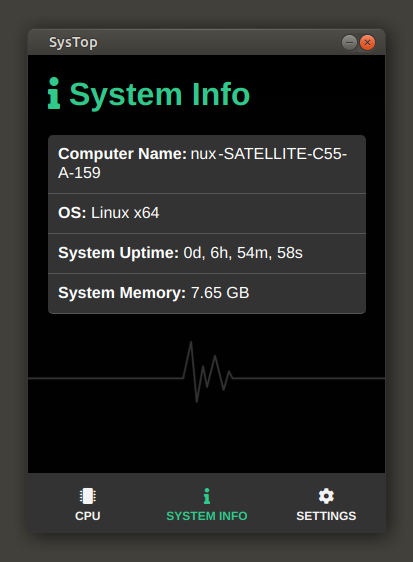 SysTop
System Info
Computer Name: nux-SATELLITE-C55-
A-159
OS: Linux x64
System Uptime: 0d, 6h, 54m, 58s
System Memory: 7.65 GB
CPU SYSTEM INFO SETTINGS